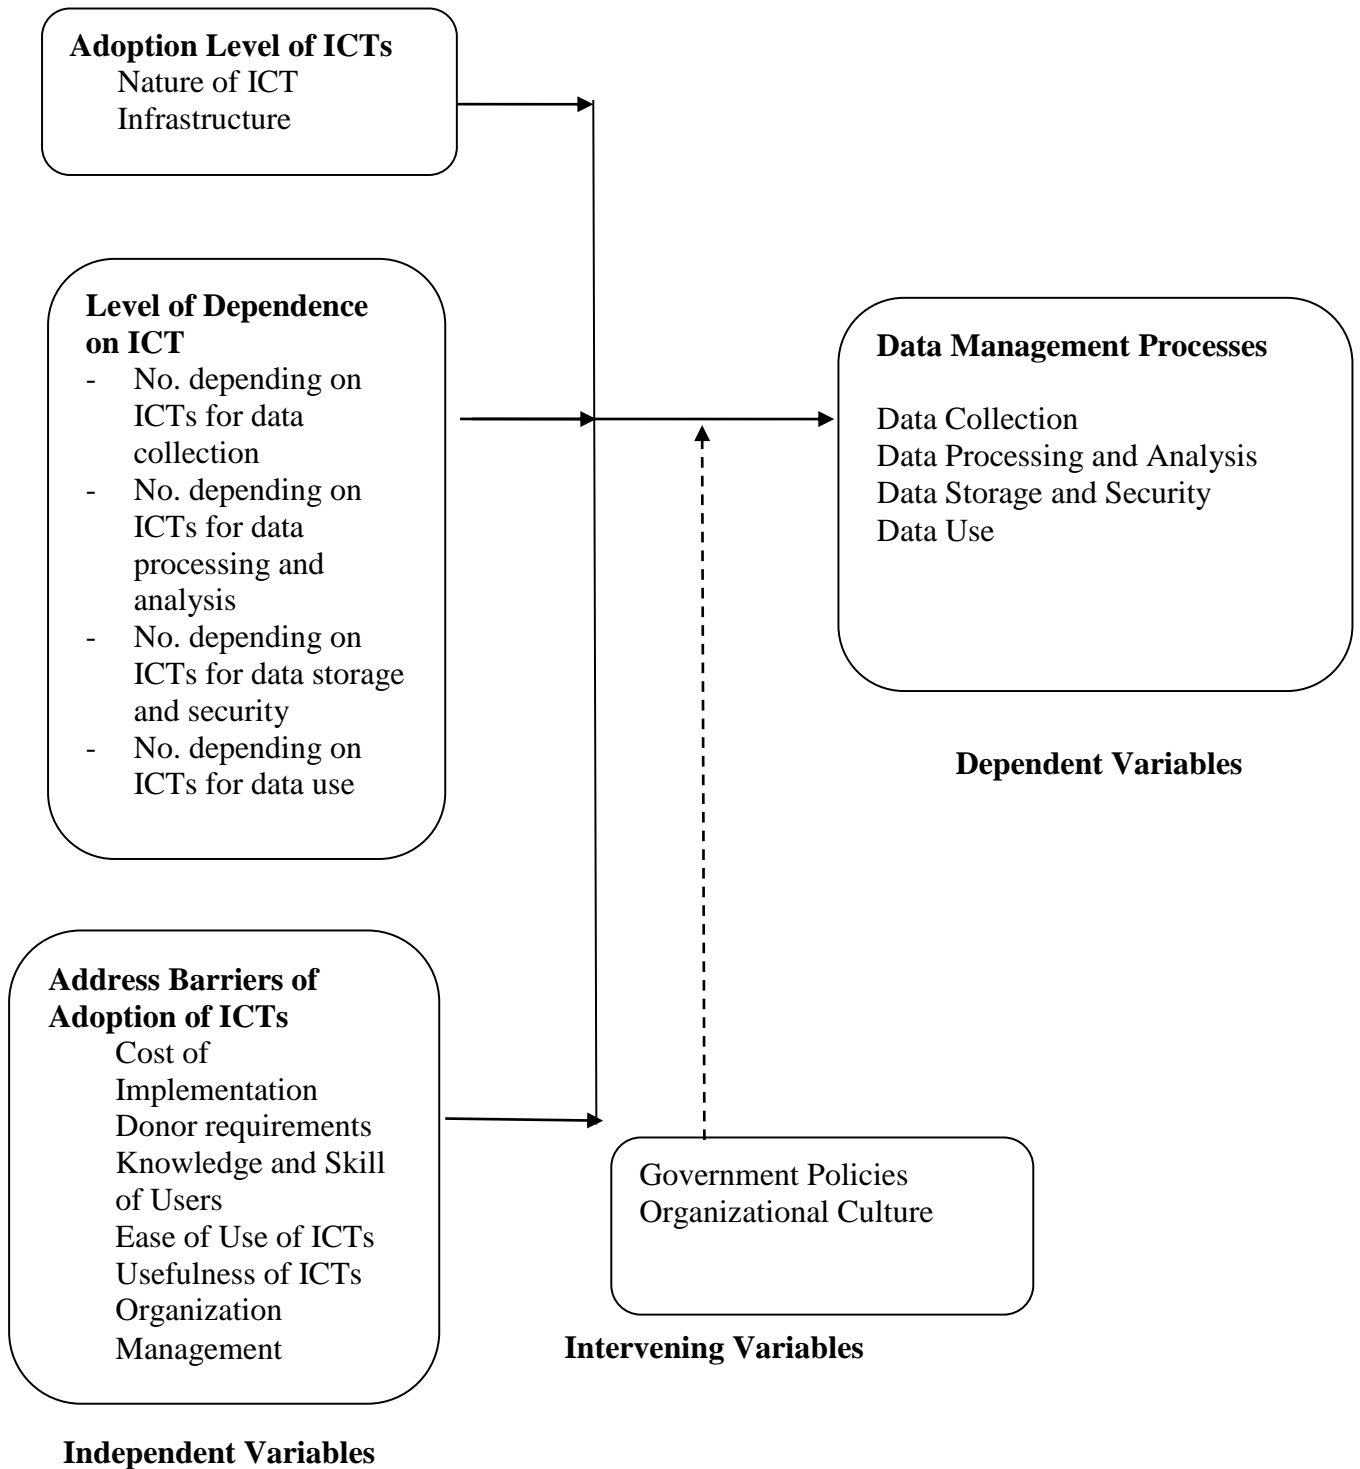 Adoption Level of ICTs
Nature of ICT
Infrastructure
Level of Dependence
on ICT
- No. depending on
ICTs for data
collection
- No. depending on
ICTs for data
processing and
analysis
- No. depending on
ICTs for data storage
and security
- No. depending on
ICTs for data use
Data Management Processes
Data Collection
Data Processing and Analysis
Data Storage and Security
Data Use
Dependent Variables
Address Barriers of
Adoption of ICTs
Cost of
Implementation
Donor requirements
Knowledge and Skill
of Users
Ease of Use of ICTs
Usefulness of ICTs
Organization
Management
Government Policies
Organizational Culture
Intervening Variables
Independent Variables